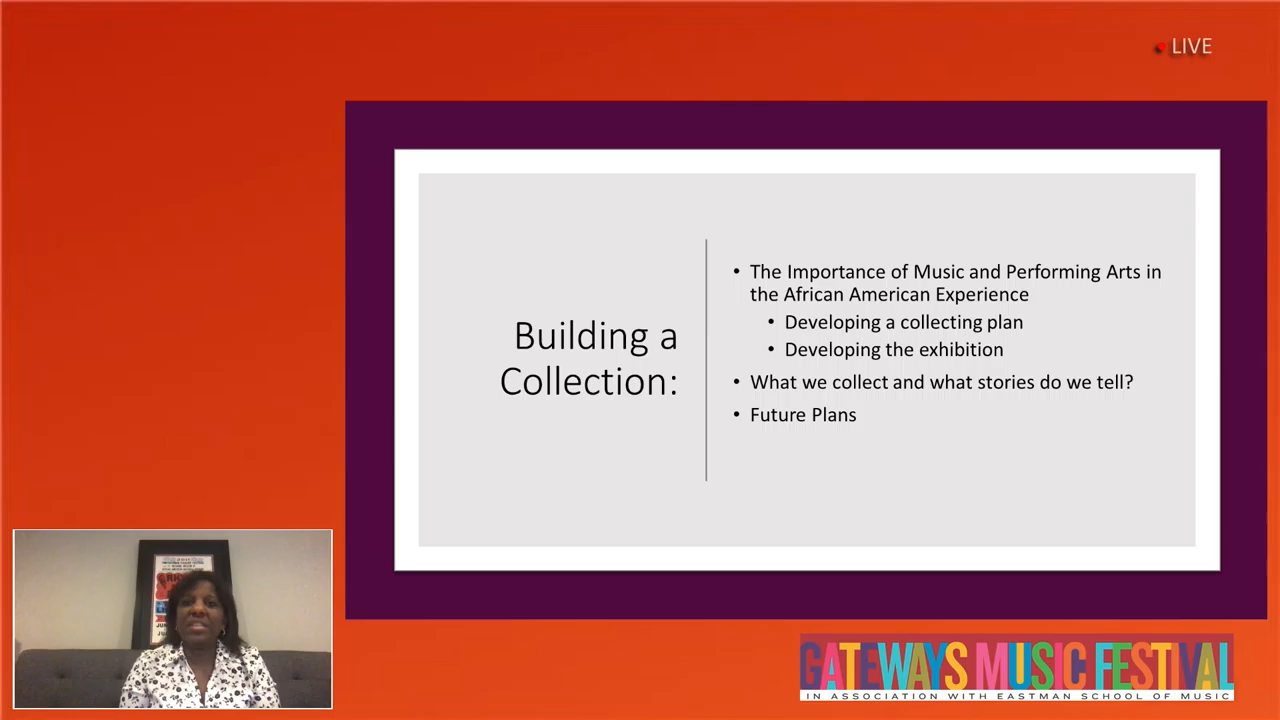 LIVE
Building a
Collection:
• The Importance of Music and Performing Arts in
the African American Experience
• Developing a collecting plan
• Developing the exhibition
• What we collect and what stories do we tell?
• Future Plans
GATEWAYS MUSIC FESTIVAL
IN ASSOCIATION WITH EASTMAN SCHOOL OF MUSIC